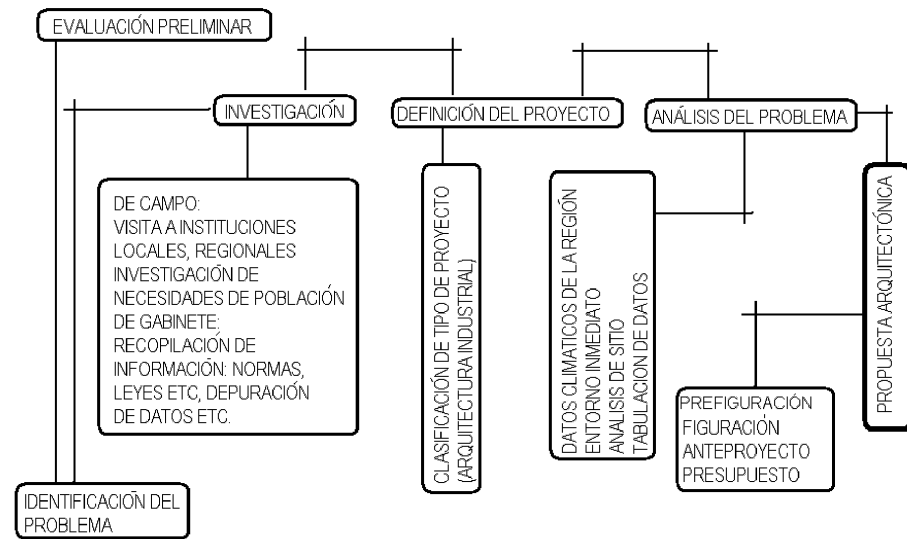 EVALUACIÓN PRELIMINAR
INVESTIGACIÓN
DEFINICIÓN DEL PROYECTO
ANÁLISIS DEL PROBLEMA
DE CAMPO:
VISITA A INSTITUCIONES
LOCALES, REGIONALES
INVESTIGACIÓN DE
NECESIDADES DE POBLACIÓN
DE GABINETE:
RECOPILACIÓN DE
INFORMACIÓN: NORMAS,
LEYES ETC, DEPURACIÓN
DE DATOS ETC.
CLASIFICACIÓN DE TIPO DE PROYECTO
(ARQUITECTURA INDUSTRIAL)
DATOS CLIMATICOS DE LA REGIÓN
ENTORNO INMEDIATO
ANALISIS DE SITIO
TABULACION DE DATOS
PROPUESTA ARQUITECTÓNICA
PREFIGURACIÓN
FIGURACIÓN
ANTEPROYECTO
PRESUPUESTO
IDENTIFICACIÓN DEL
PROBLEMA